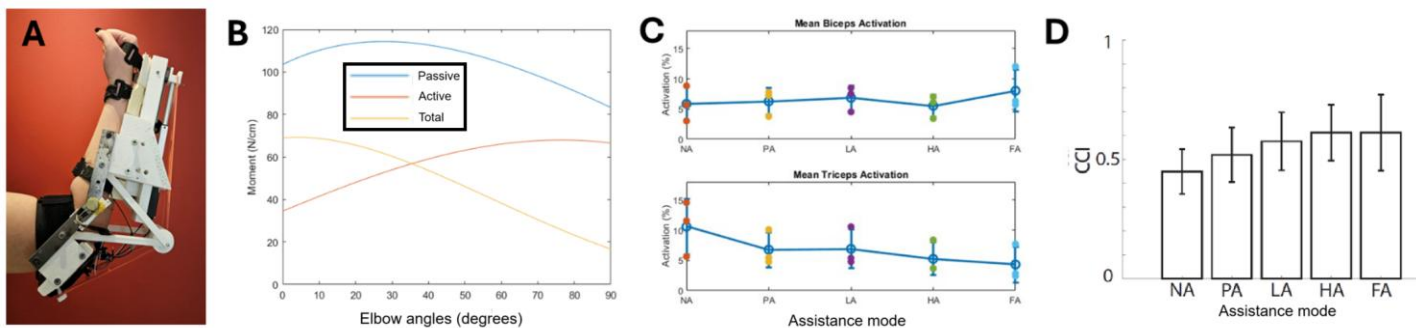 A
B
120
100
80
60
40
20
0
Moment (N/cm)
Passive
Active
Total
0 10 20 30 40 50 60 70 80 90
Elbow angles (degrees)
C
Mean Biceps Activation
15
10
5
0
Activation (%)
NA PA LA HA FA
Mean Triceps Activation
15
10
5
0
Activation (%)
NA PA LA HA FA
Assistance mode
D
1
0.5
0
CCI
NA PA LA HA FA
Assistance mode